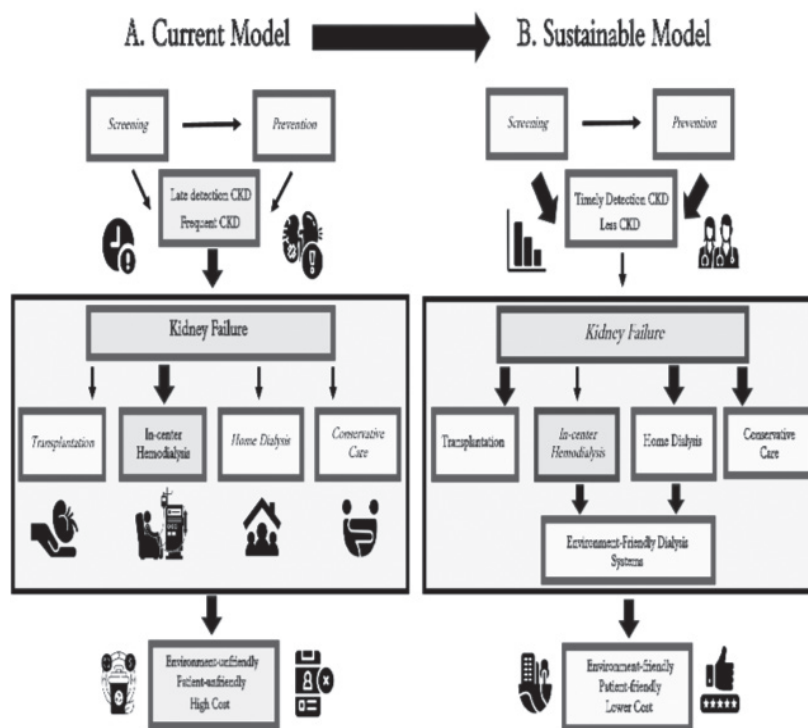 A. Current Model
B. Sustainable Model
Screening
Prevention
Late detection CKD
Frequent CKD
Kidney Failure
Transplantation
In-center
Hemodialysis
Home Dialysis
Conservative
Care
Environment-unfriendly
Patient-unfriendly
High Cost
Screening
Prevention
Timely Detection CKD
Less CKD
Kidney Failure
Transplantation
In-center
Hemodialysis
Home Dialysis
Conservative
Care
Environment-Friendly Dialysis
Systems
Environment-friendly
Patient-friendly
Lower Cost